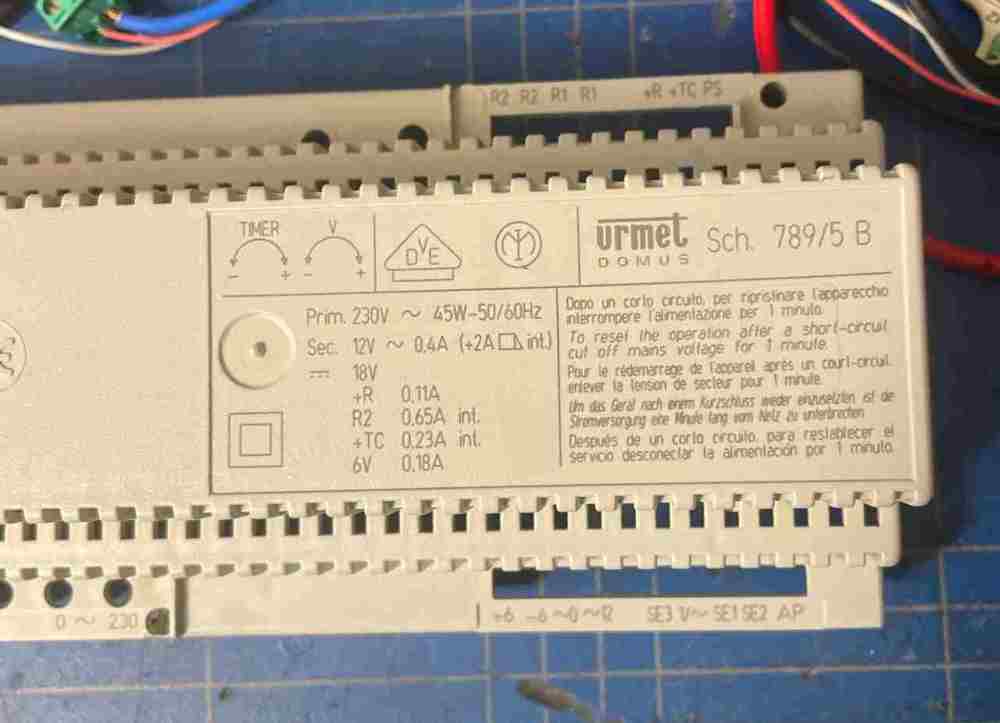 R2 R2 R1 R1 +R +TC PS
TIMER
V
- +
- +
DVE
urmet
DOMUS
Sch. 789/5 B
Prim. 230V ~ 45W-50/60Hz
Sec. 12V ~ 0,4A (+2A int.)
18V
+R 0,11A
R2 0.65A int.
+TC 0,23A int.
6V 0.18A
Dopo un corto circuito, per ripristinare l'apparecchio
interrompere l'alimentazione per 1 minuto.
To reset the operation after a short-circuit
cut off mains voltage for 1 minute.
Pour le rédemarrage de l'appareil après un court-circuit,
enlever la tension de secteur pour 1 minute.
Um das Gerät nach einem Kurzschluss wieder einzusetzten ist die
Stromversorgung eine Minute lang vom Netz zu unterbrechen
Después de un corto circuito, para restablecer el
servicio desconectar la alimentación por 1 minuto.
0 ~ 230
+6 -6 ~0 ~12 SE3 V~ SE1 SE2 AP